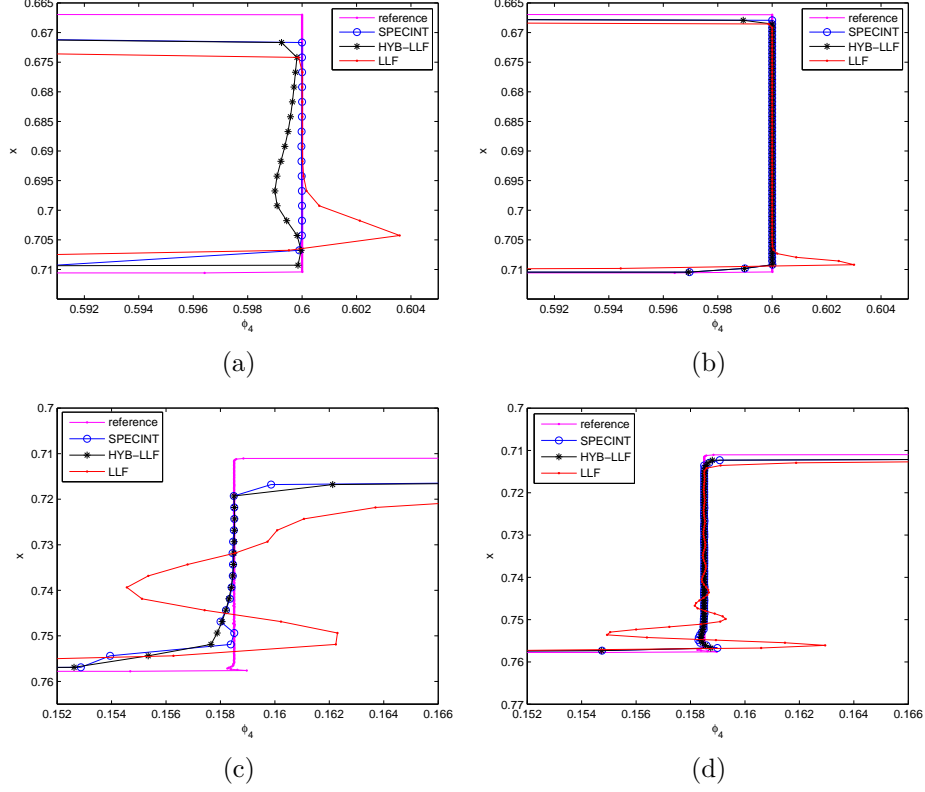 0.665
0.67
0.675
0.68
0.685
0.69
0.695
0.7
0.705
0.71
x
0.592 0.594 0.596 0.598 0.6 0.602 0.604
ϕ4
reference
SPECINT
HYB−LLF
LLF
(a)
0.665
0.67
0.675
0.68
0.685
0.69
0.695
0.7
0.705
0.71
x
0.592 0.594 0.596 0.598 0.6 0.602 0.604
ϕ4
reference
SPECINT
HYB−LLF
LLF
(b)
0.7
0.71
0.72
0.73
0.74
0.75
0.76
x
0.152 0.154 0.156 0.158 0.16 0.162 0.164 0.166
ϕ4
reference
SPECINT
HYB−LLF
LLF
(c)
0.7
0.71
0.72
0.73
0.74
0.75
0.76
0.77
x
0.152 0.154 0.156 0.158 0.16 0.162 0.164 0.166
ϕ4
reference
SPECINT
HYB−LLF
LLF
(d)